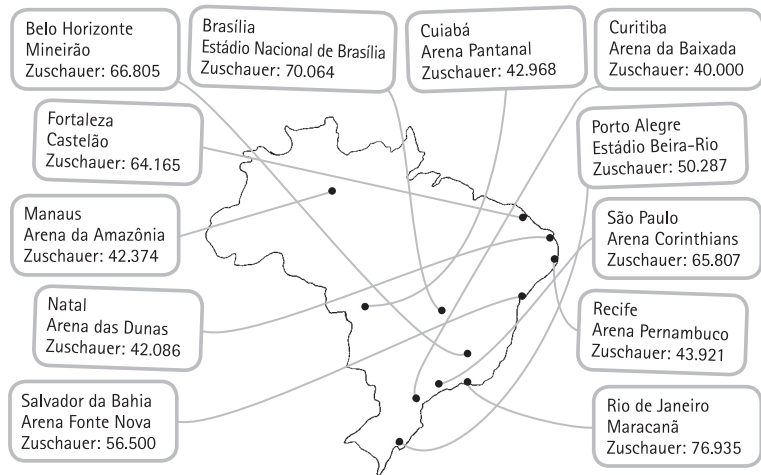 Belo Horizonte
Mineirão
Zuschauer: 66.805
Brasília
Estádio Nacional de Brasília
Zuschauer: 70.064
Cuiabá
Arena Pantanal
Zuschauer: 42.968
Curitiba
Arena da Baixada
Zuschauer: 40.000
Fortaleza
Castelão
Zuschauer: 64.165
Porto Alegre
Estádio Beira-Rio
Zuschauer: 50.287
Manaus
Arena da Amazônia
Zuschauer: 42.374
São Paulo
Arena Corinthians
Zuschauer: 65.807
Natal
Arena das Dunas
Zuschauer: 42.086
Recife
Arena Pernambuco
Zuschauer: 43.921
Salvador da Bahia
Arena Fonte Nova
Zuschauer: 56.500
Rio de Janeiro
Maracanã
Zuschauer: 76.935